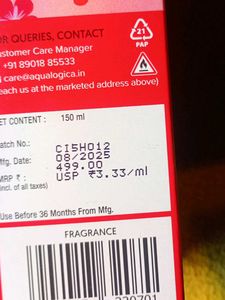 OR QUERIES, CONTACT
ustomer Care Manager
+91 89018 85533
care@aqualogica.in
each us at the marketed address above)
21
PAP
ET CONTENT : 150 ml
atch No.: CI5H012
Mfg. Date: 08/2025
MRP ₹ : 499.00
incl. of all taxes) USP ₹3.33/ml
Use Before 36 Months From Mfg.
FRAGRANCE